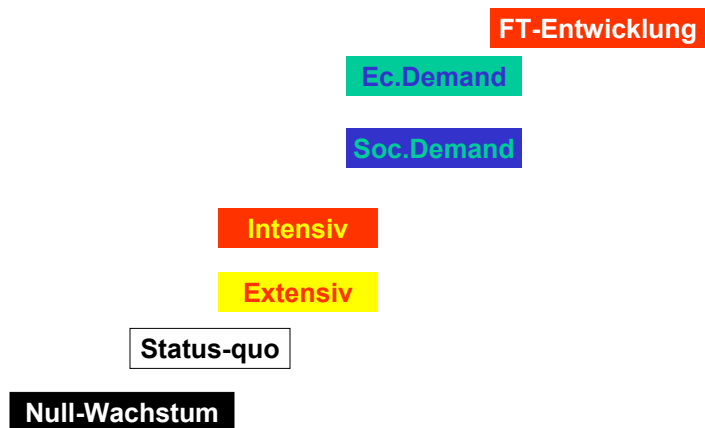 FT-Entwicklung
Ec.Demand
Soc.Demand
Intensiv
Extensiv
Status-quo
Null-Wachstum